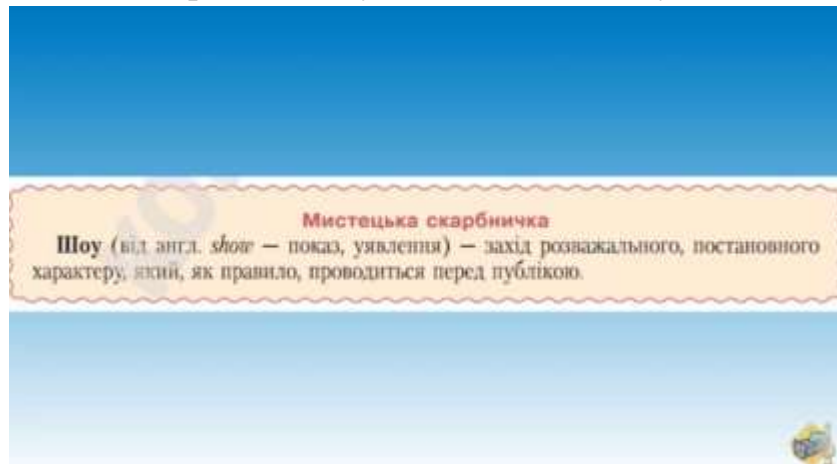 Мистецька скарбничка
Шоу (від англ. show — показ, уявлення) — захід розважального, постановного
характеру, який, як правило, проводиться перед публікою.